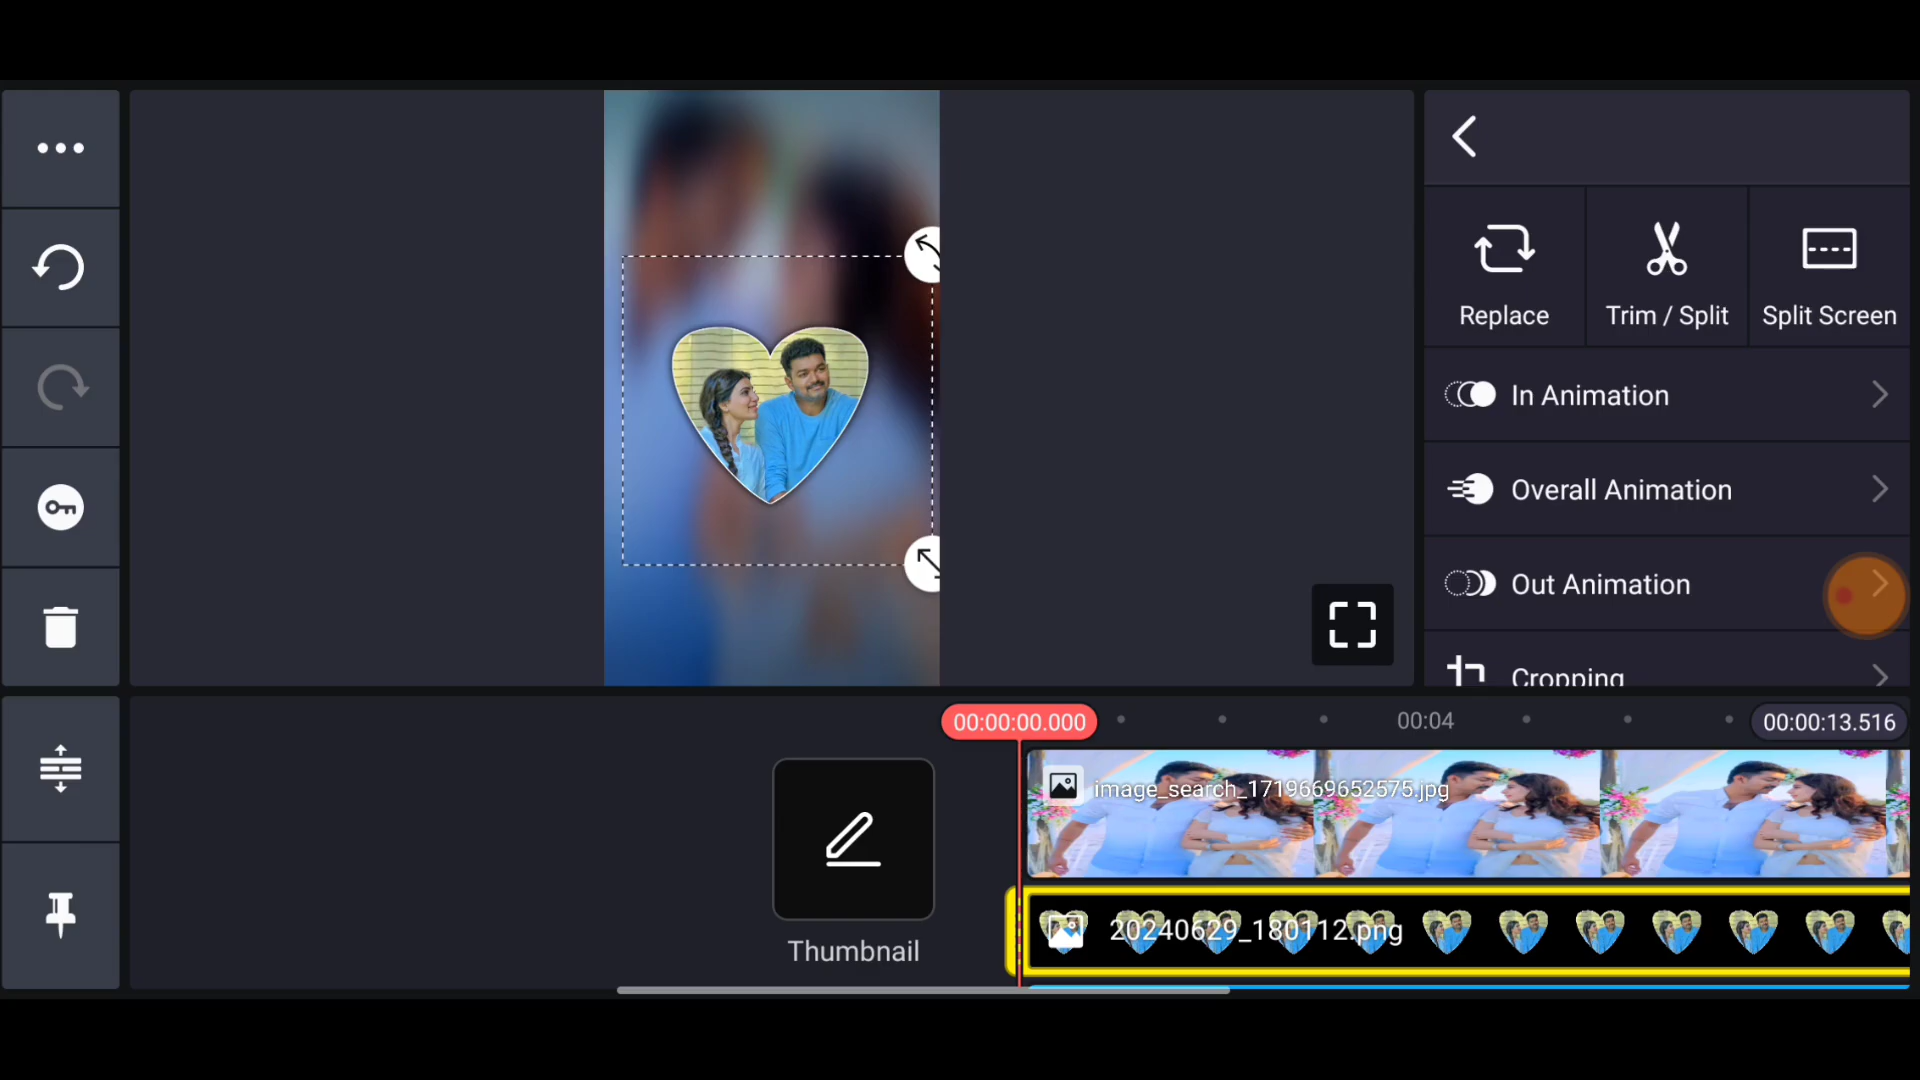 Replace
Trim / Split
Split Screen
In Animation
Overall Animation
Out Animation
Cropping
00:00:00.000
00:04
00:00:13.516
image_search_1719669652575.jpg
20240629_180112.png
Thumbnail